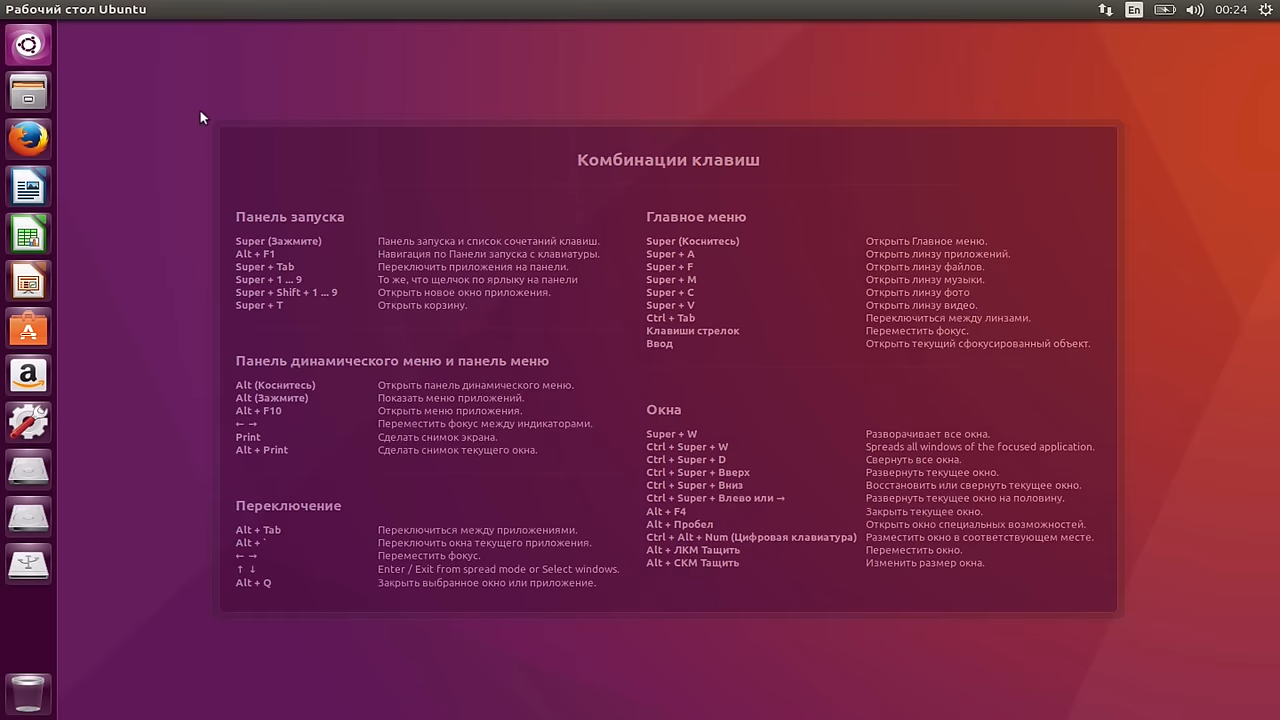 Рабочий стол Ubuntu
En
00:24
Комбинации клавиш
Панель запуска
Super (Зажмите) Панель запуска и список сочетаний клавиш.
Alt + F1 Навигация по Панели запуска с клавиатуры.
Super + Tab Переключить приложения на панели.
Super + 1 ... 9 То же, что щелчок по ярлыку на панели
Super + Shift + 1 ... 9 Открыть новое окно приложения.
Super + T Открыть корзину.
Панель динамического меню и панель меню
Alt (Коснитесь) Открыть панель динамического меню.
Alt (Зажмите) Показать меню приложений.
Alt + F10 Открыть меню приложения.
← → Переместить фокус между индикаторами.
Print Сделать снимок экрана.
Alt + Print Сделать снимок текущего окна.
Переключение
Alt + Tab Переключиться между приложениями.
Alt + ` Переключить окна текущего приложения.
← → Переместить фокус.
↑ ↓ Enter / Exit from spread mode or Select windows.
Alt + Q Закрыть выбранное окно или приложение.
Главное меню
Super (Коснитесь) Открыть Главное меню.
Super + A Открыть линзу приложений.
Super + F Открыть линзу файлов.
Super + M Открыть линзу музыки.
Super + C Открыть линзу фото
Super + V Открыть линзу видео.
Ctrl + Tab Переключиться между линзами.
Клавиши стрелок Переместить фокус.
Ввод Открыть текущий сфокусированный объект.
Окна
Super + W Разворачивает все окна.
Ctrl + Super + W Spreads all windows of the focused application.
Ctrl + Super + D Свернуть все окна.
Ctrl + Super + Вверх Развернуть текущее окно.
Ctrl + Super + Вниз Восстановить или свернуть текущее окно.
Ctrl + Super + Влево или → Развернуть текущее окно на половину.
Alt + F4 Закрыть текущее окно.
Alt + Пробел Открыть окно специальных возможностей.
Ctrl + Alt + Num (Цифровая клавиатура) Разместить окно в соответствующем месте.
Alt + ЛКМ Тащить Переместить окно.
Alt + СКМ Тащить Изменить размер окна.